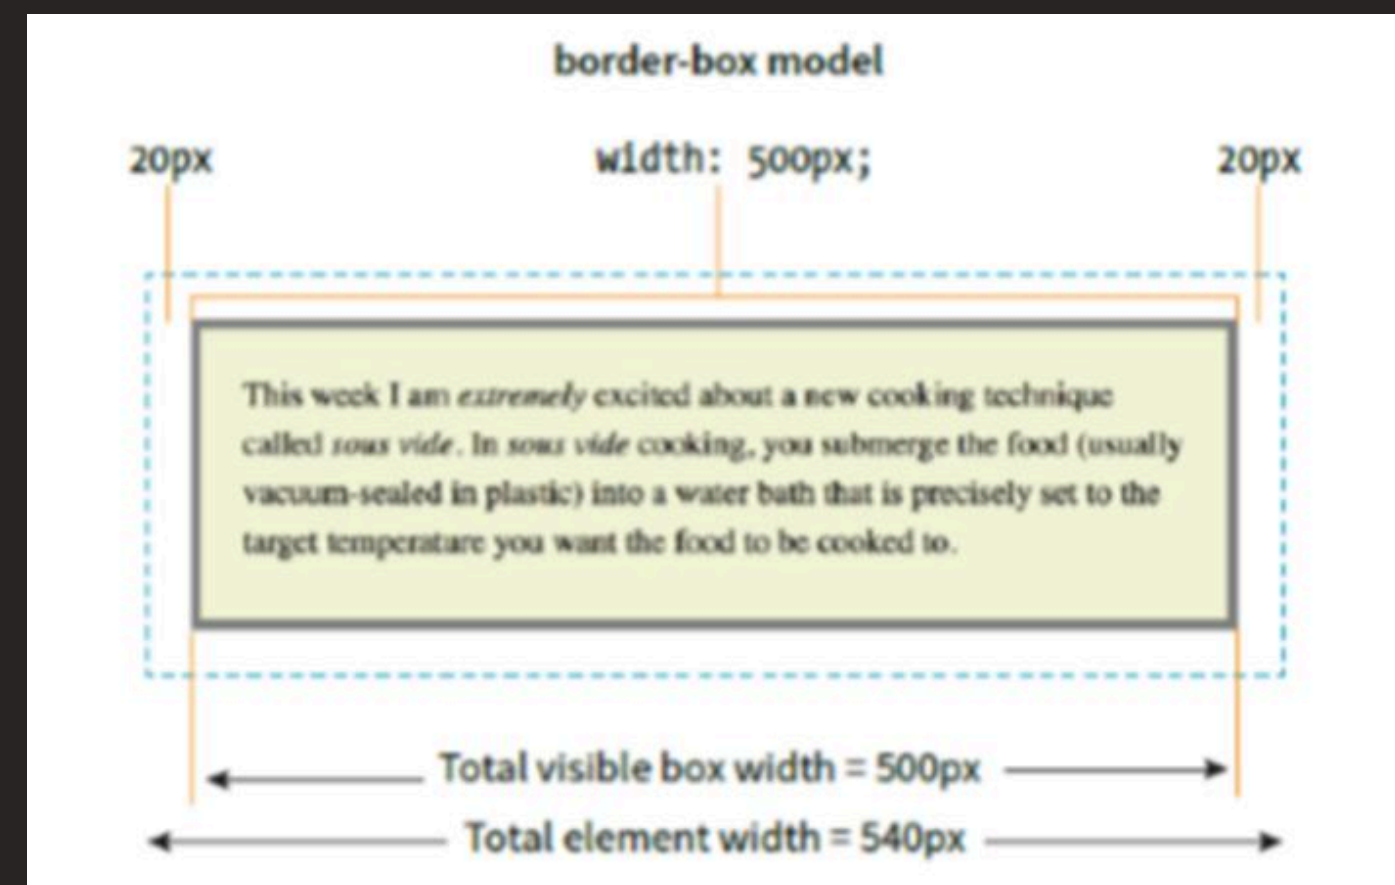 border-box model
20px width: 500px; 20px
This week I am extremely excited about a new cooking technique
called sous vide. In sous vide cooking, you submerge the food (usually
vacuum-sealed in plastic) into a water bath that is precisely set to the
target temperature you want the food to be cooked to.
Total visible box width = 500px
Total element width = 540px